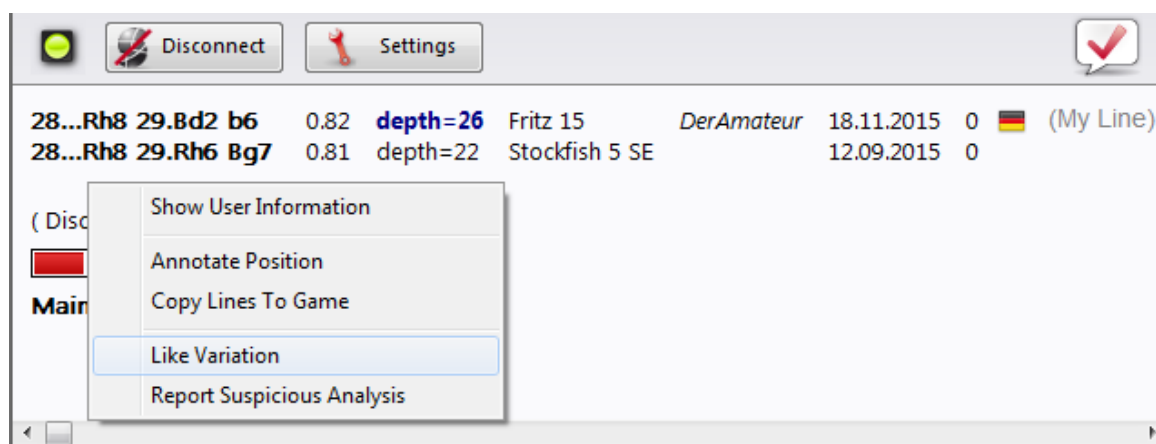 Disconnect Settings
28...Rh8 29.Bd2 b6 0.82 depth=26 Fritz 15 DerAmateur 18.11.2015 0 (My Line)
28...Rh8 29.Rh6 Bg7 0.81 depth=22 Stockfish 5 SE 12.09.2015 0
Show User Information
( Disc
Annotate Position
Copy Lines To Game
Main
Like Variation
Report Suspicious Analysis